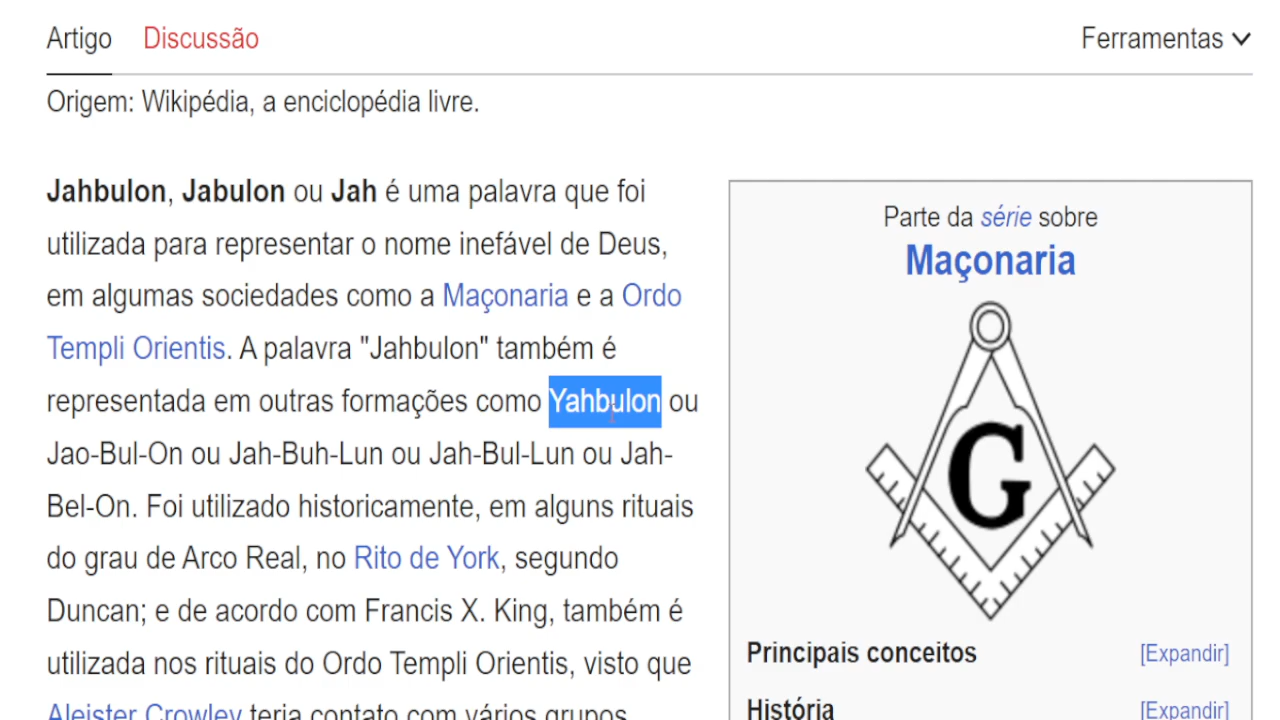 Artigo Discussão Ferramentas
Origem: Wikipédia, a enciclopédia livre.
Jahbulon, Jabulon ou Jah é uma palavra que foi
utilizada para representar o nome inefável de Deus,
em algumas sociedades como a Maçonaria e a Ordo
Templi Orientis. A palavra "Jahbulon" também é
representada em outras formações como Yahbulon ou
Jao-Bul-On ou Jah-Buh-Lun ou Jah-Bul-Lun ou Jah-
Bel-On. Foi utilizado historicamente, em alguns rituais
do grau de Arco Real, no Rito de York, segundo
Duncan; e de acordo com Francis X. King, também é
utilizada nos rituais do Ordo Templi Orientis, visto que
Aleister Crowley teria contato com vários grupos
Parte da série sobre
Maçonaria
G
Principais conceitos [Expandir]
História [Expandir]